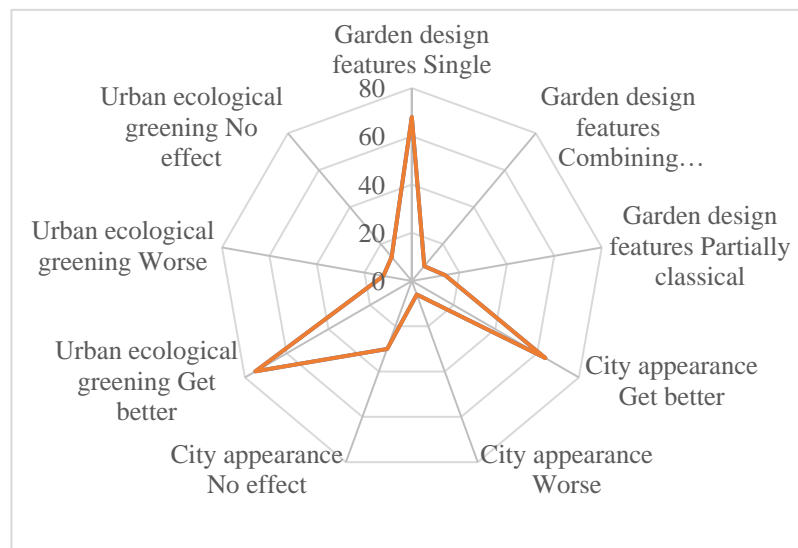 Garden design
features Single
Garden design
features
Combining…
Garden design
features Partially
classical
City appearance
Get better
City appearance
Worse
City appearance
No effect
Urban ecological
greening Get
better
Urban ecological
greening Worse
Urban ecological
greening No
effect
80
60
40
20
0